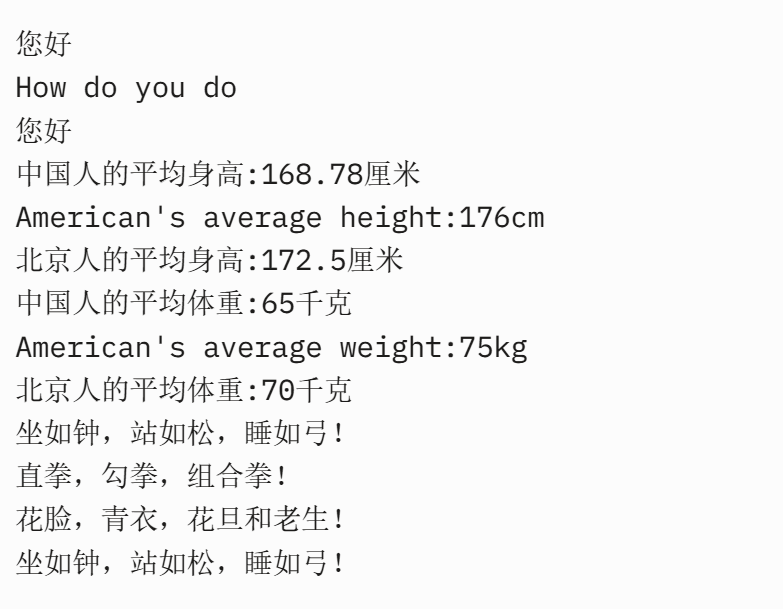 您好
How do you do
您好
中国人的平均身高:168.78厘米
American's average height:176cm
北京人的平均身高:172.5厘米
中国人的平均体重:65千克
American's average weight:75kg
北京人的平均体重:70千克
坐如钟，站如松，睡如弓!
直拳，勾拳，组合拳!
花脸，青衣，花旦和老生!
坐如钟，站如松，睡如弓!